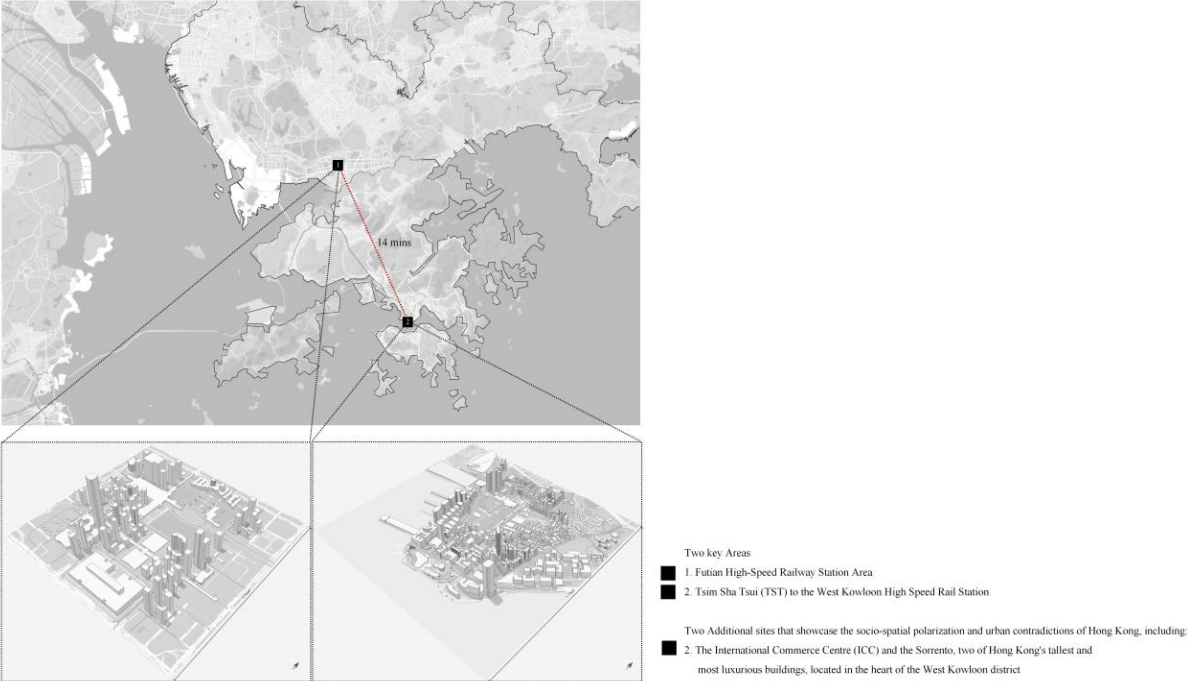 1
14 mins
2
Two key Areas
1. Futian High-Speed Railway Station Area
2. Tsim Sha Tsui (TST) to the West Kowloon High Speed Rail Station
Two Additional sites that showcase the socio-spatial polarization and urban contradictions of Hong Kong, including:
2. The International Commerce Centre (ICC) and the Sorrento, two of Hong Kong's tallest and
most luxurious buildings, located in the heart of the West Kowloon district